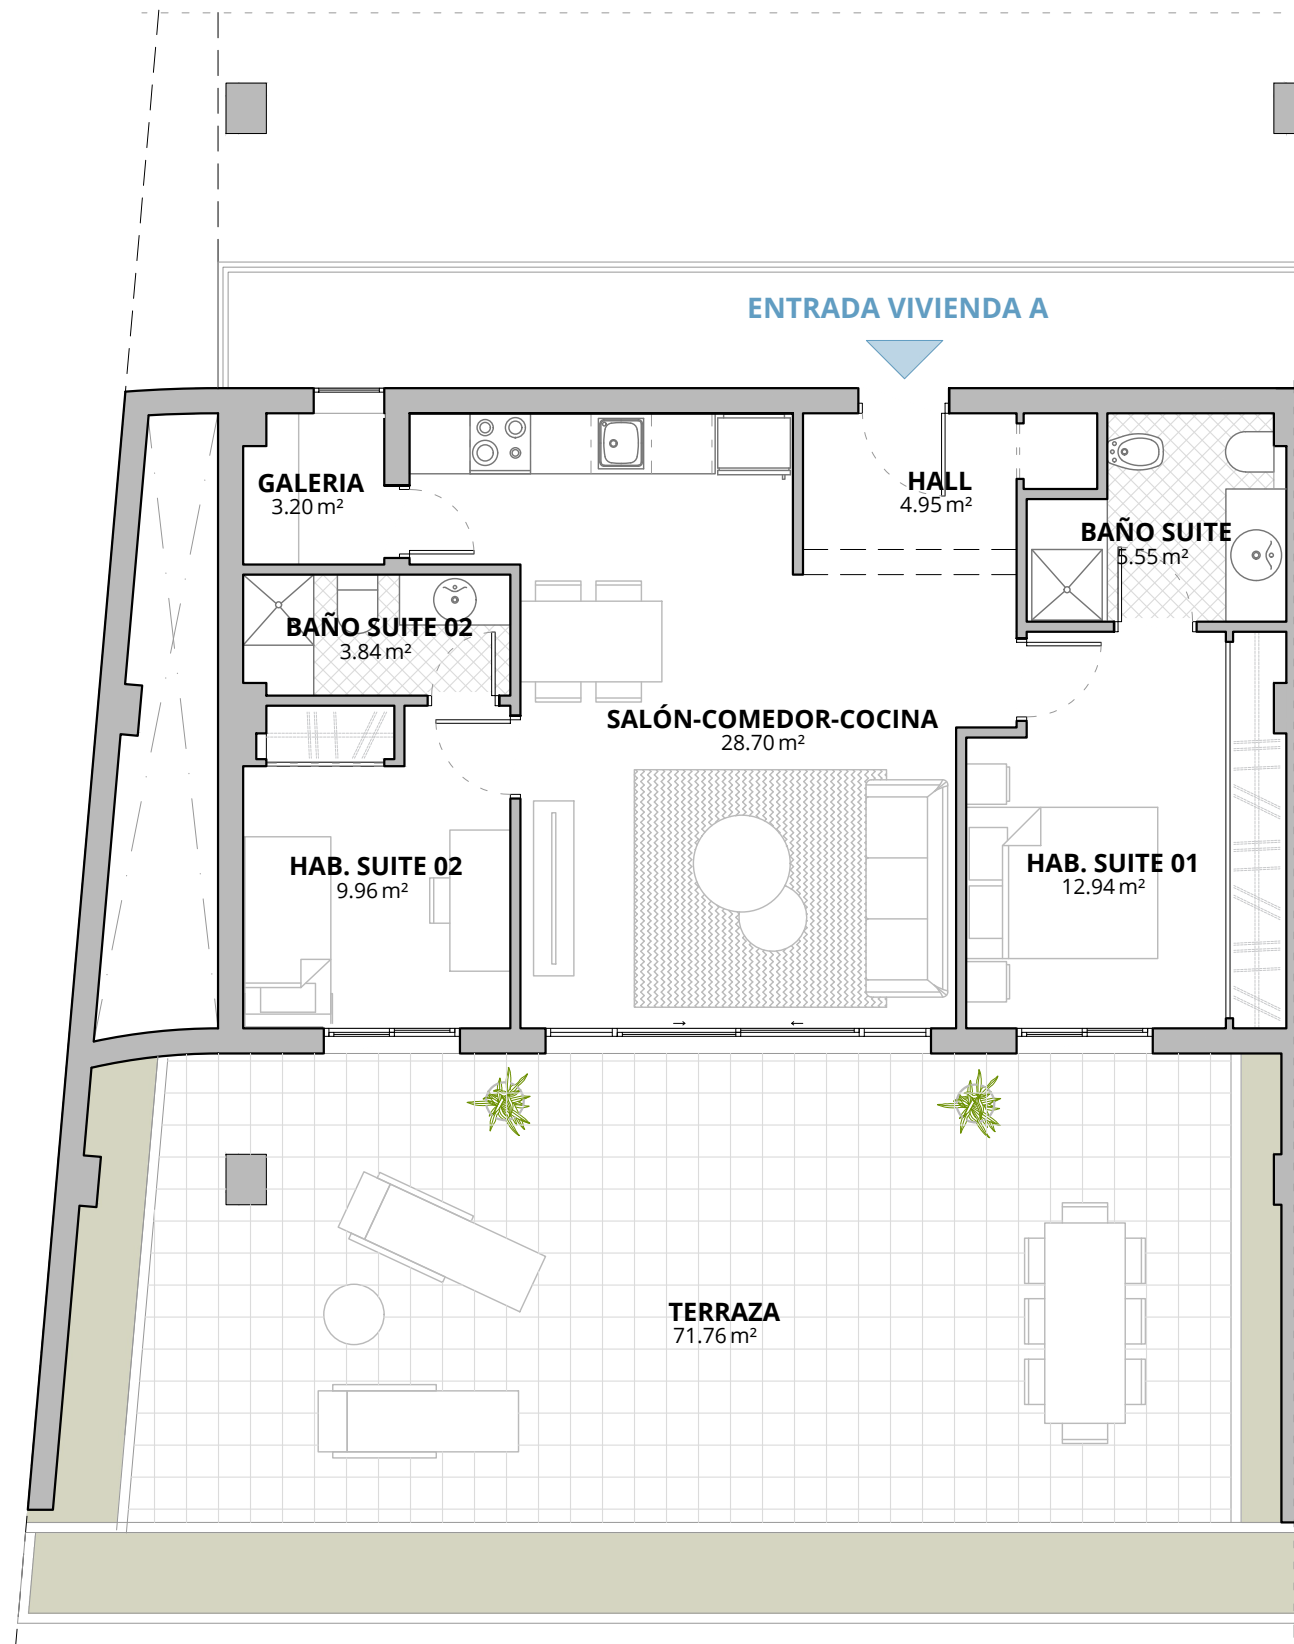 ENTRADA VIVIENDA A
GALERIA
3.20 m²
HALL
4.95 m²
BAÑO SUITE
5.55 m²
BAÑO SUITE 02
3.84 m²
SALÓN-COMEDOR-COCINA
28.70 m²
HAB. SUITE 02
9.96 m²
HAB. SUITE 01
12.94 m²
TERRAZA
71.76 m²